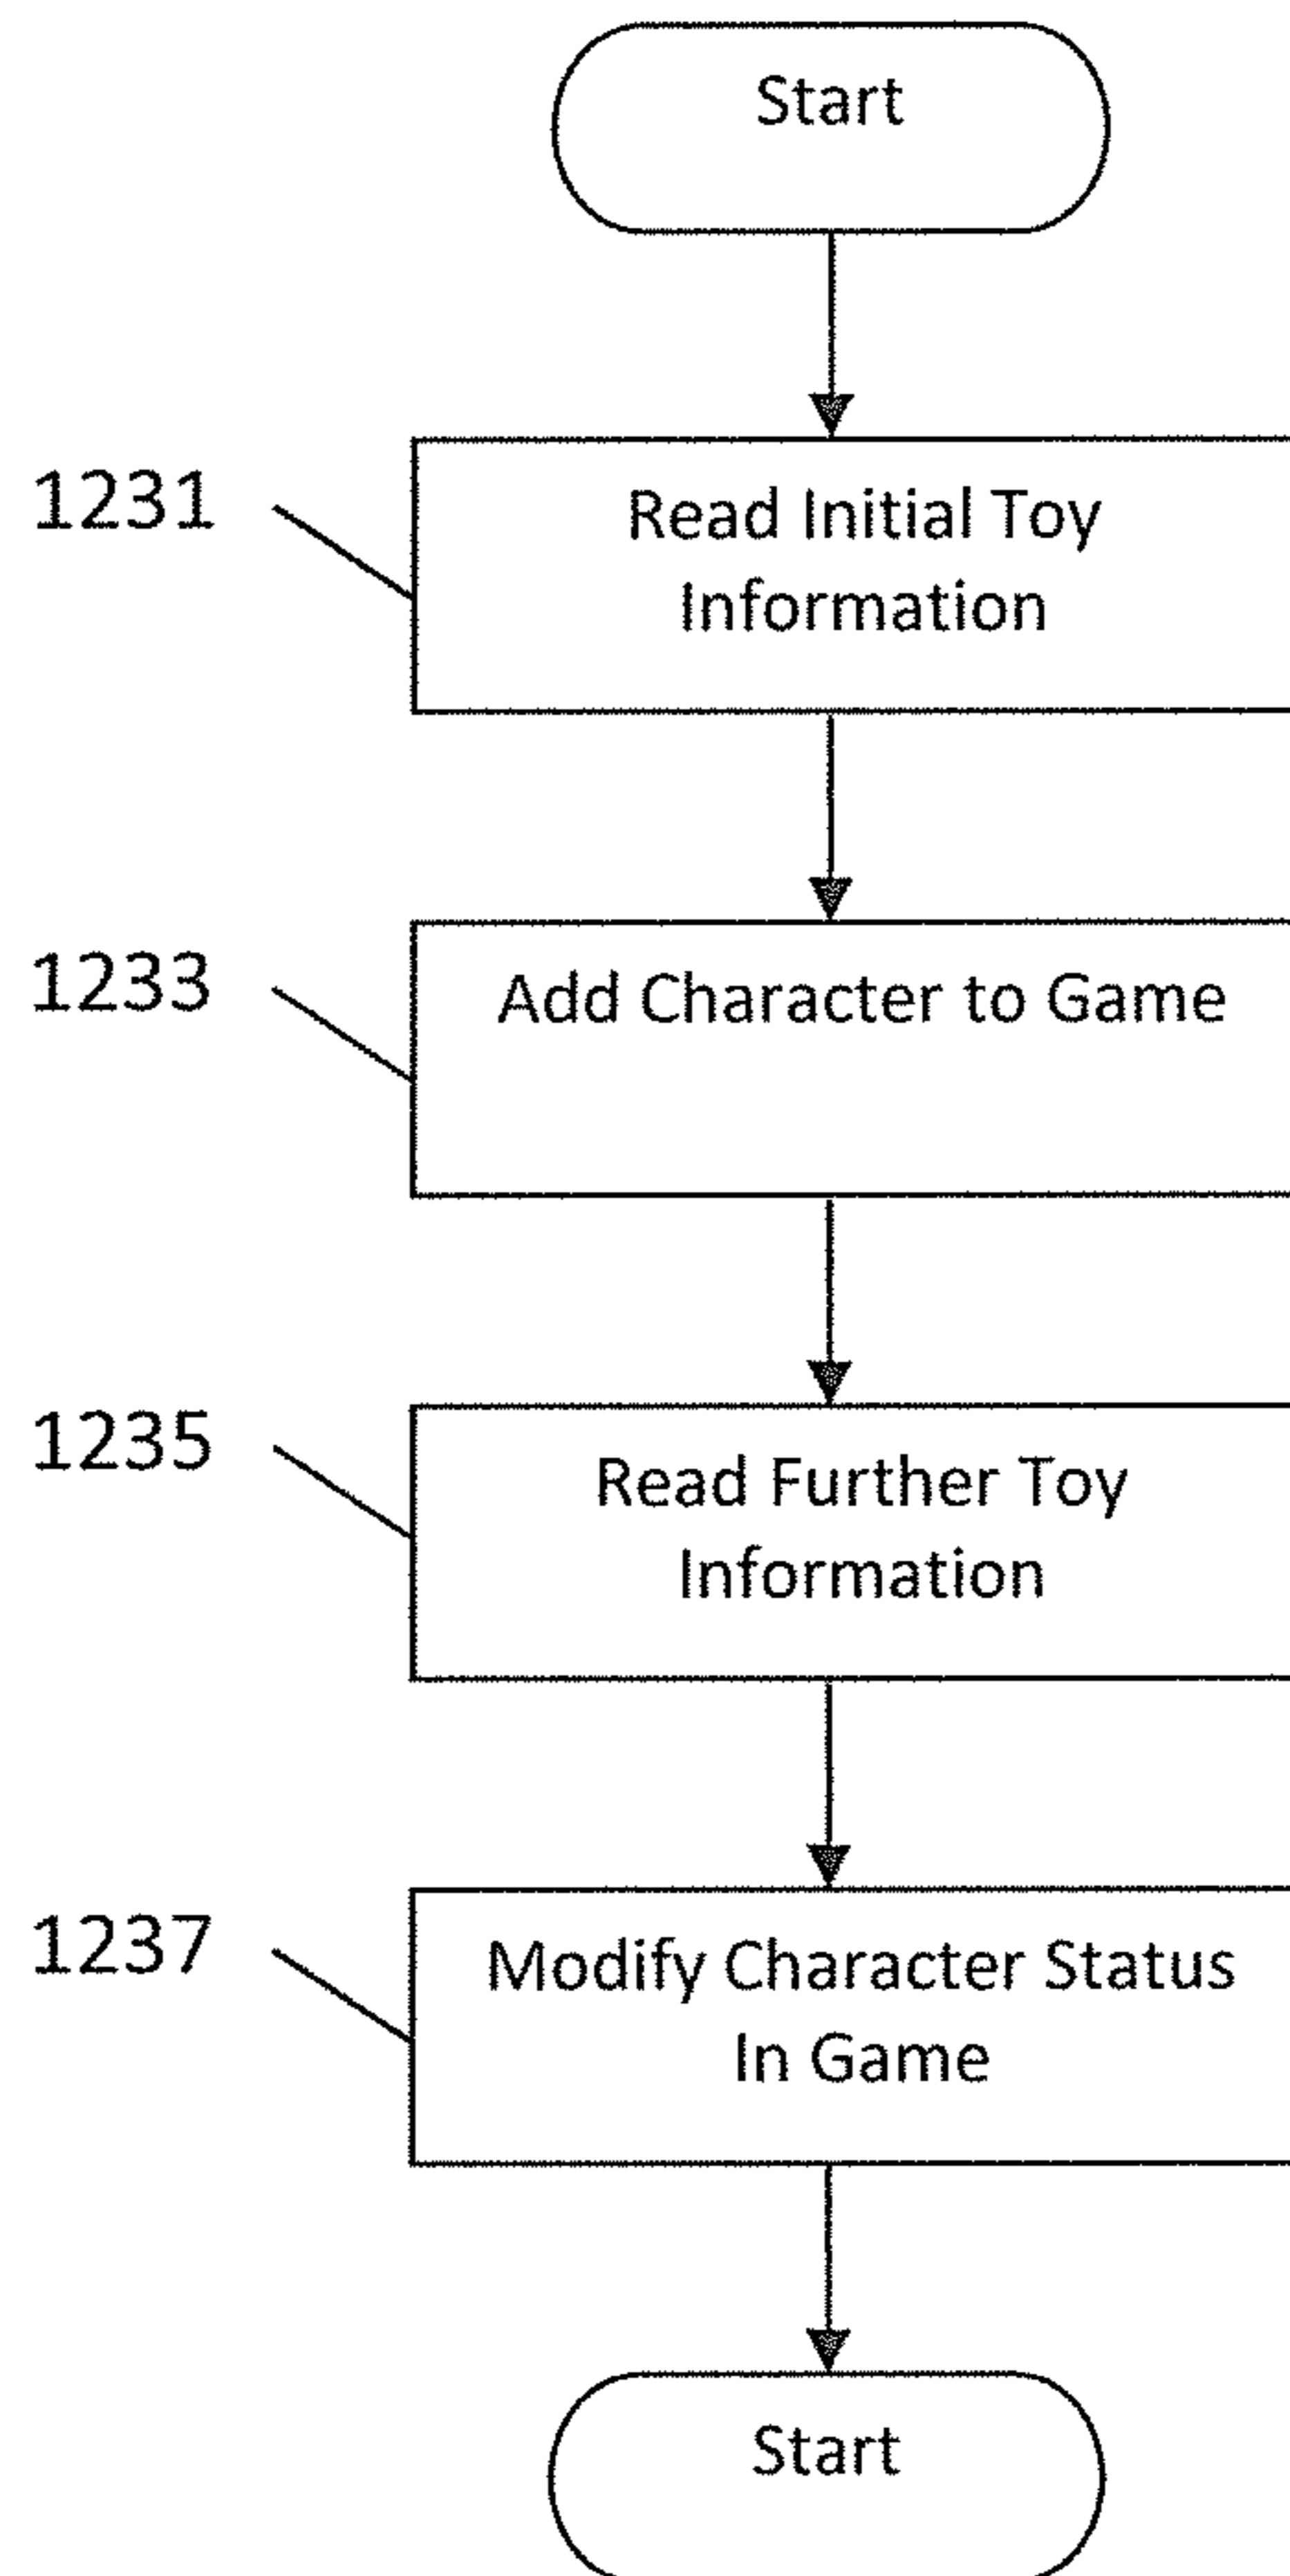 Start
1231
Read Initial Toy
Information
1233
Add Character to Game
1235
Read Further Toy
Information
1237
Modify Character Status
In Game
Start